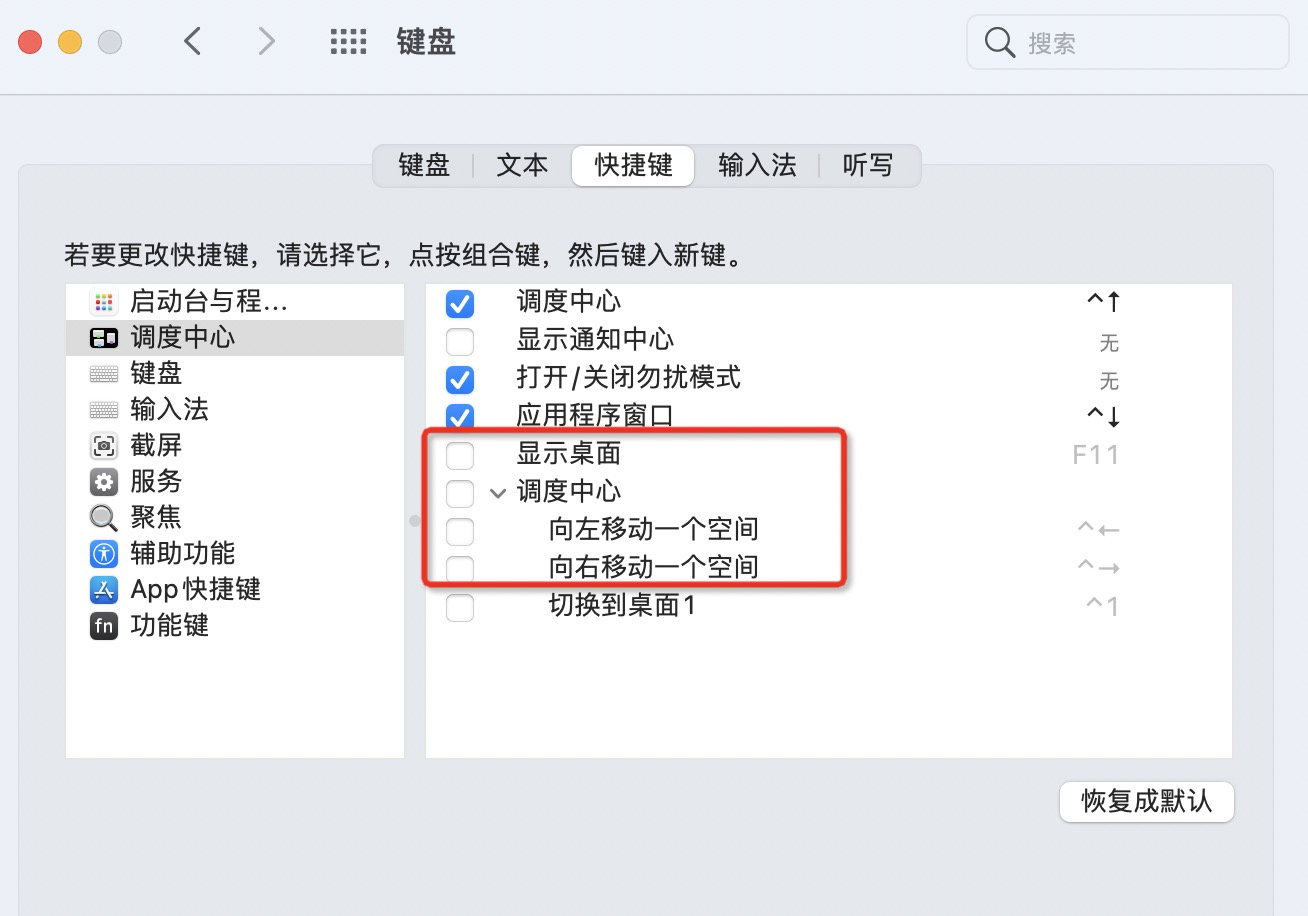 键盘
搜索
键盘 文本 快捷键 输入法 听写
若要更改快捷键，请选择它，点按组合键，然后键入新键。
启动台与程...
调度中心
键盘
输入法
截屏
服务
聚焦
辅助功能
App快捷键
fn 功能键
调度中心 ^↑
显示通知中心 无
打开/关闭勿扰模式 无
应用程序窗口 ^↓
显示桌面 F11
调度中心
向左移动一个空间 ^←
向右移动一个空间 ^→
切换到桌面1 ^1
恢复成默认